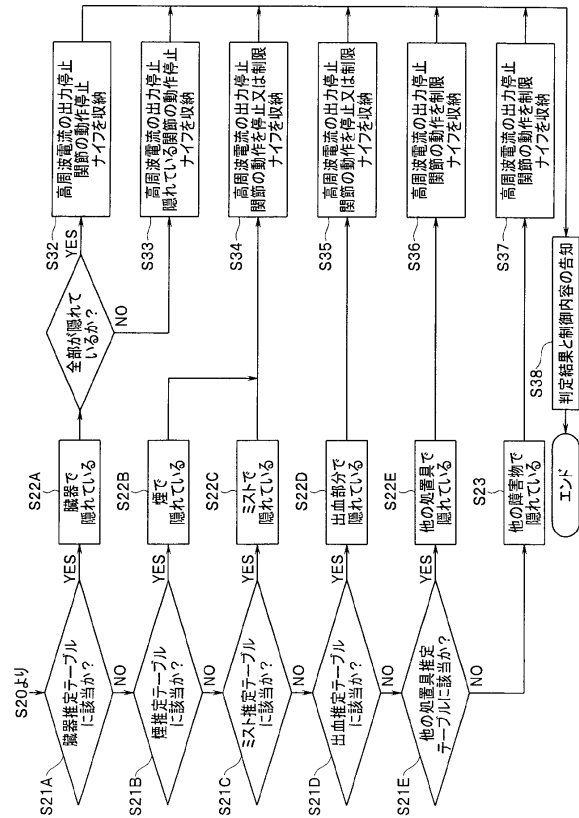 S20より
S21A
臓器推定テーブル
に該当か?
YES
NO
S22A
臓器で
隠れている
全部が隠れて
いるか?
YES
NO
S32
高周波電流の出力停止
関節の動作停止
ナイフを収納
S33
高周波電流の出力停止
隠れている関節の動作停止
ナイフを収納
S21B
煙推定テーブル
に該当か?
YES
NO
S22B
煙で
隠れている
S21C
ミスト推定テーブル
に該当か?
YES
NO
S22C
ミストで
隠れている
S34
高周波電流の出力停止
関節の動作を停止又は制限
ナイフを収納
S21D
出血推定テーブル
に該当か?
YES
NO
S22D
出血部分で
隠れている
S35
高周波電流の出力停止
関節の動作を停止又は制限
ナイフを収納
S21E
他の処置具推定
テーブルに該当か?
YES
NO
S22E
他の処置具で
隠れている
S36
高周波電流の出力停止
関節の動作を制限
ナイフを収納
S23
他の障害物で
隠れている
S37
高周波電流の出力停止
関節の動作を制限
ナイフを収納
S38
判定結果と制御内容の告知
エンド